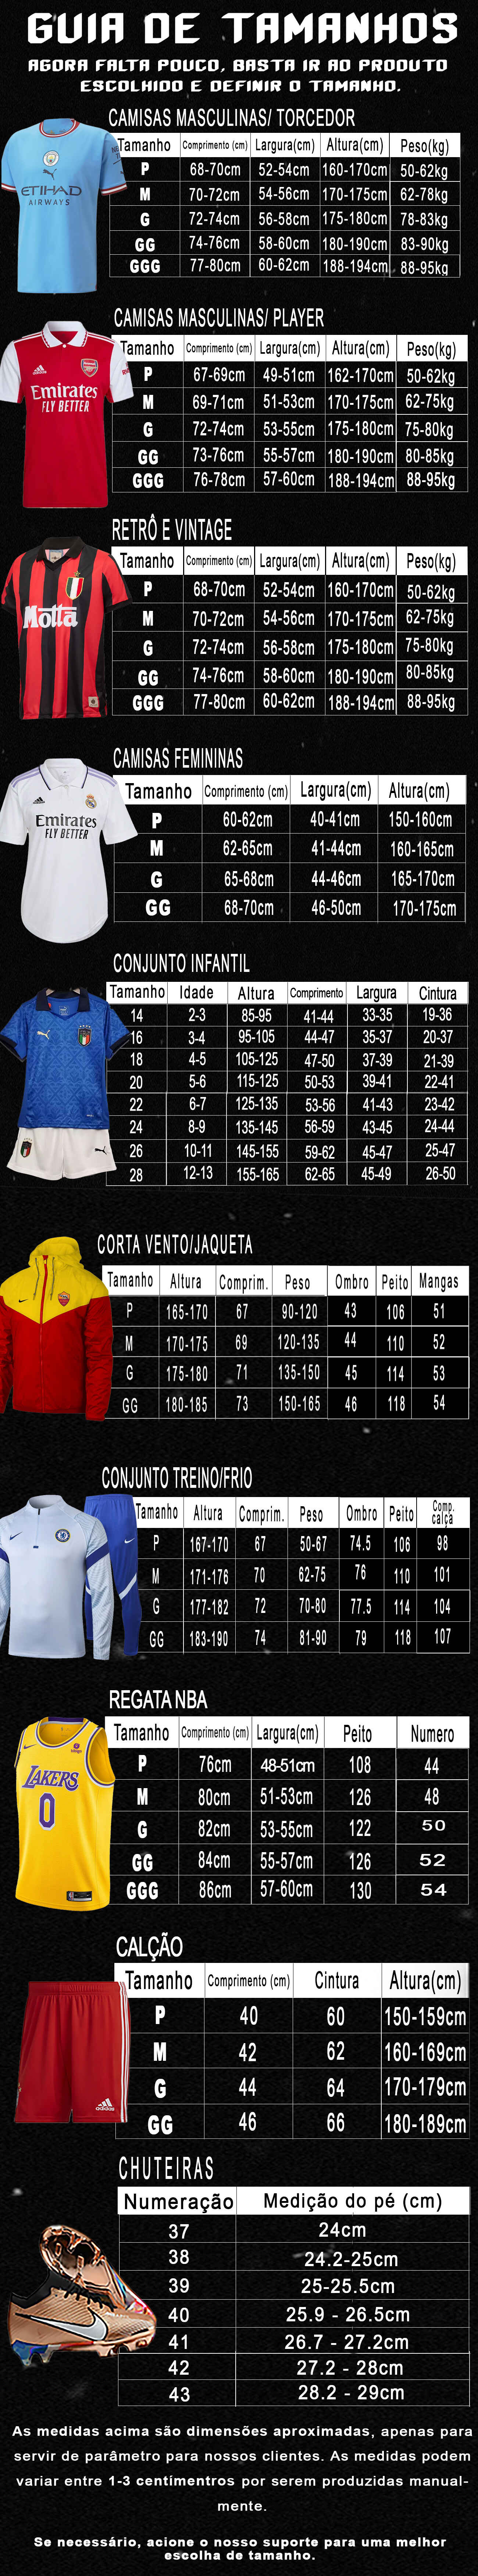 GUIA DE TAMANHOS
AGORA FALTA POUCO, BASTA IR AO PRODUTO
ESCOLHIDO E DEFINIR O TAMANHO.
CAMISAS MASCULINAS/ TORCEDOR
Tamanho Comprimento (cm) Largura(cm) Altura(cm) Peso(kg)
P 68-70cm 52-54cm 160-170cm 50-62kg
M 70-72cm 54-56cm 170-175cm 62-78kg
G 72-74cm 56-58cm 175-180cm 78-83kg
GG 74-76cm 58-60cm 180-190cm 83-90kg
GGG 77-80cm 60-62cm 188-194cm 88-95kg
ETIHAD
AIRWAYS
CAMISAS MASCULINAS/ PLAYER
Tamanho Comprimento (cm) Largura(cm) Altura(cm) Peso(kg)
P 67-69cm 49-51cm 162-170cm 50-62kg
M 69-71cm 51-53cm 170-175cm 62-75kg
G 72-74cm 53-55cm 175-180cm 75-80kg
GG 73-76cm 55-57cm 180-190cm 80-85kg
GGG 76-78cm 57-60cm 188-194cm 88-95kg
Emirates
FLY BETTER
RETRÔ E VINTAGE
Tamanho Comprimento (cm) Largura(cm) Altura(cm) Peso(kg)
P 68-70cm 52-54cm 160-170cm 50-62kg
M 70-72cm 54-56cm 170-175cm 62-75kg
G 72-74cm 56-58cm 175-180cm 75-80kg
GG 74-76cm 58-60cm 180-190cm 80-85kg
GGG 77-80cm 60-62cm 188-194cm 88-95kg
Motta
CAMISAS FEMININAS
Tamanho Comprimento (cm) Largura(cm) Altura(cm)
P 60-62cm 40-41cm 150-160cm
M 62-65cm 41-44cm 160-165cm
G 65-68cm 44-46cm 165-170cm
GG 68-70cm 46-50cm 170-175cm
Emirates
FLY BETTER
CONJUNTO INFANTIL
Tamanho Idade Altura Comprimento Largura Cintura
14 2-3 85-95 41-44 33-35 19-36
16 3-4 95-105 44-47 35-37 20-37
18 4-5 105-125 47-50 37-39 21-39
20 5-6 115-125 50-53 39-41 22-41
22 6-7 125-135 53-56 41-43 23-42
24 8-9 135-145 56-59 43-45 24-44
26 10-11 145-155 59-62 45-47 25-47
28 12-13 155-165 62-65 45-49 26-50
CORTA VENTO/JAQUETA
Tamanho Altura Comprim. Peso Ombro Peito Mangas
P 165-170 67 90-120 43 106 51
M 170-175 69 120-135 44 110 52
G 175-180 71 135-150 45 114 53
GG 180-185 73 150-165 46 118 54
CONJUNTO TREINO/FRIO
Tamanho Altura Comprim. Peso Ombro Peito Comp. calça
P 167-170 67 50-67 74.5 106 98
M 171-176 70 62-75 76 110 101
G 177-182 72 70-80 77.5 114 104
GG 183-190 74 81-90 79 118 107
REGATA NBA
Tamanho Comprimento (cm) Largura(cm) Peito Numero
P 76cm 48-51cm 108 44
M 80cm 51-53cm 126 48
G 82cm 53-55cm 122 50
GG 84cm 55-57cm 126 52
GGG 86cm 57-60cm 130 54
LAKERS
0
CALÇÃO
Tamanho Comprimento (cm) Cintura Altura(cm)
P 40 60 150-159cm
M 42 62 160-169cm
G 44 64 170-179cm
GG 46 66 180-189cm
adidas
CHUTEIRAS
Numeração Medição do pé (cm)
37 24cm
38 24.2-25cm
39 25-25.5cm
40 25.9 - 26.5cm
41 26.7 - 27.2cm
42 27.2 - 28cm
43 28.2 - 29cm
As medidas acima são dimensões aproximadas, apenas para
servir de parâmetro para nossos clientes. As medidas podem
variar entre 1-3 centímentros por serem produzidas manual-
mente.
Se necessário, acione o nosso suporte para uma melhor
escolha de tamanho.